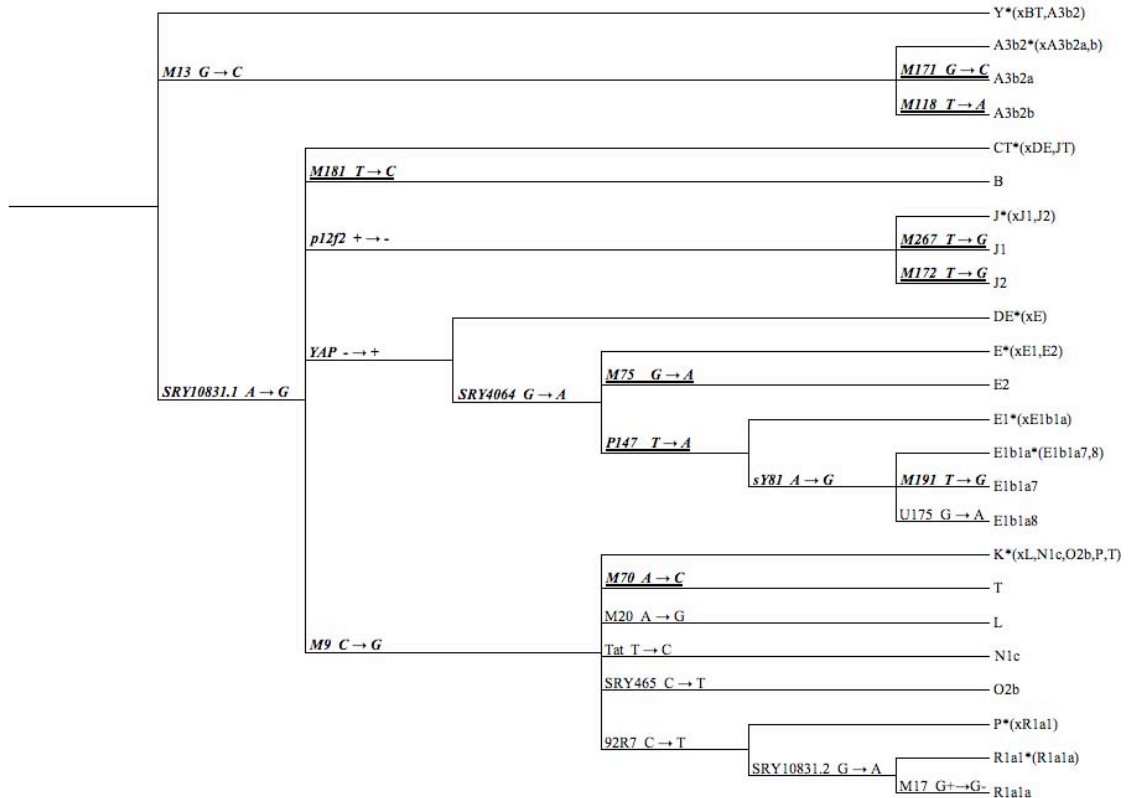 Y*(xBT,A3b2)
A3b2*(xA3b2a,b)
M13 G → C
M171 G → C
A3b2a
M118 T → A
A3b2b
CT*(xDE,JT)
M181 T → C
B
J*(xJ1,J2)
p12f2 + → -
M267 T → G
J1
M172 T → G
J2
DE*(xE)
YAP - → +
E*(xE1,E2)
M75 G → A
E2
SRY10831.1 A → G
SRY4064 G → A
E1*(xE1b1a)
P147 T → A
E1b1a*(E1b1a7,8)
sY81 A → G
M191 T → G
E1b1a7
U175 G → A
E1b1a8
K*(xL,N1c,O2b,P,T)
M70 A → C
T
M20 A → G
L
M9 C → G
Tat T → C
N1c
SRY465 C → T
O2b
P*(xR1a1)
92R7 C → T
R1a1*(R1a1a)
SRY10831.2 G → A
M17 G+→G-
R1a1a